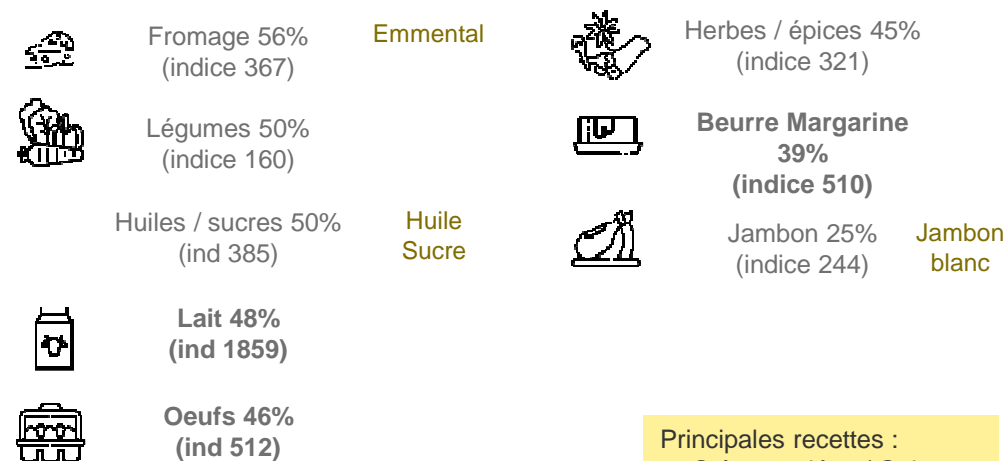 Fromage 56%
(indice 367)
Emmental
Légumes 50%
(indice 160)
Huiles / sucres 50%
(ind 385)
Huile
Sucre
Lait 48%
(ind 1859)
Oeufs 46%
(ind 512)
Herbes / épices 45%
(indice 321)
Beurre Margarine
39%
(indice 510)
Jambon 25%
(indice 244)
Jambon
blanc
Principales recettes :